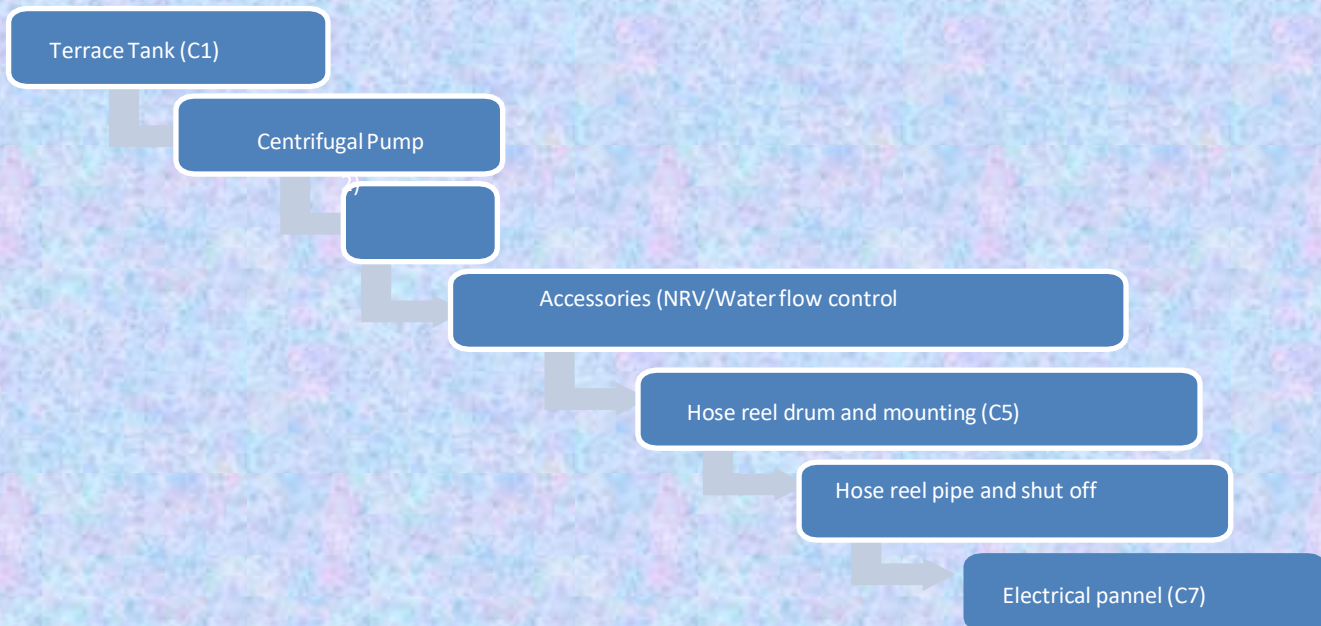 Terrace Tank (C1)
Centrifugal Pump
2)
Accessories (NRV/Water flow control
Hose reel drum and mounting (C5)
Hose reel pipe and shut off
Electrical pannel (C7)